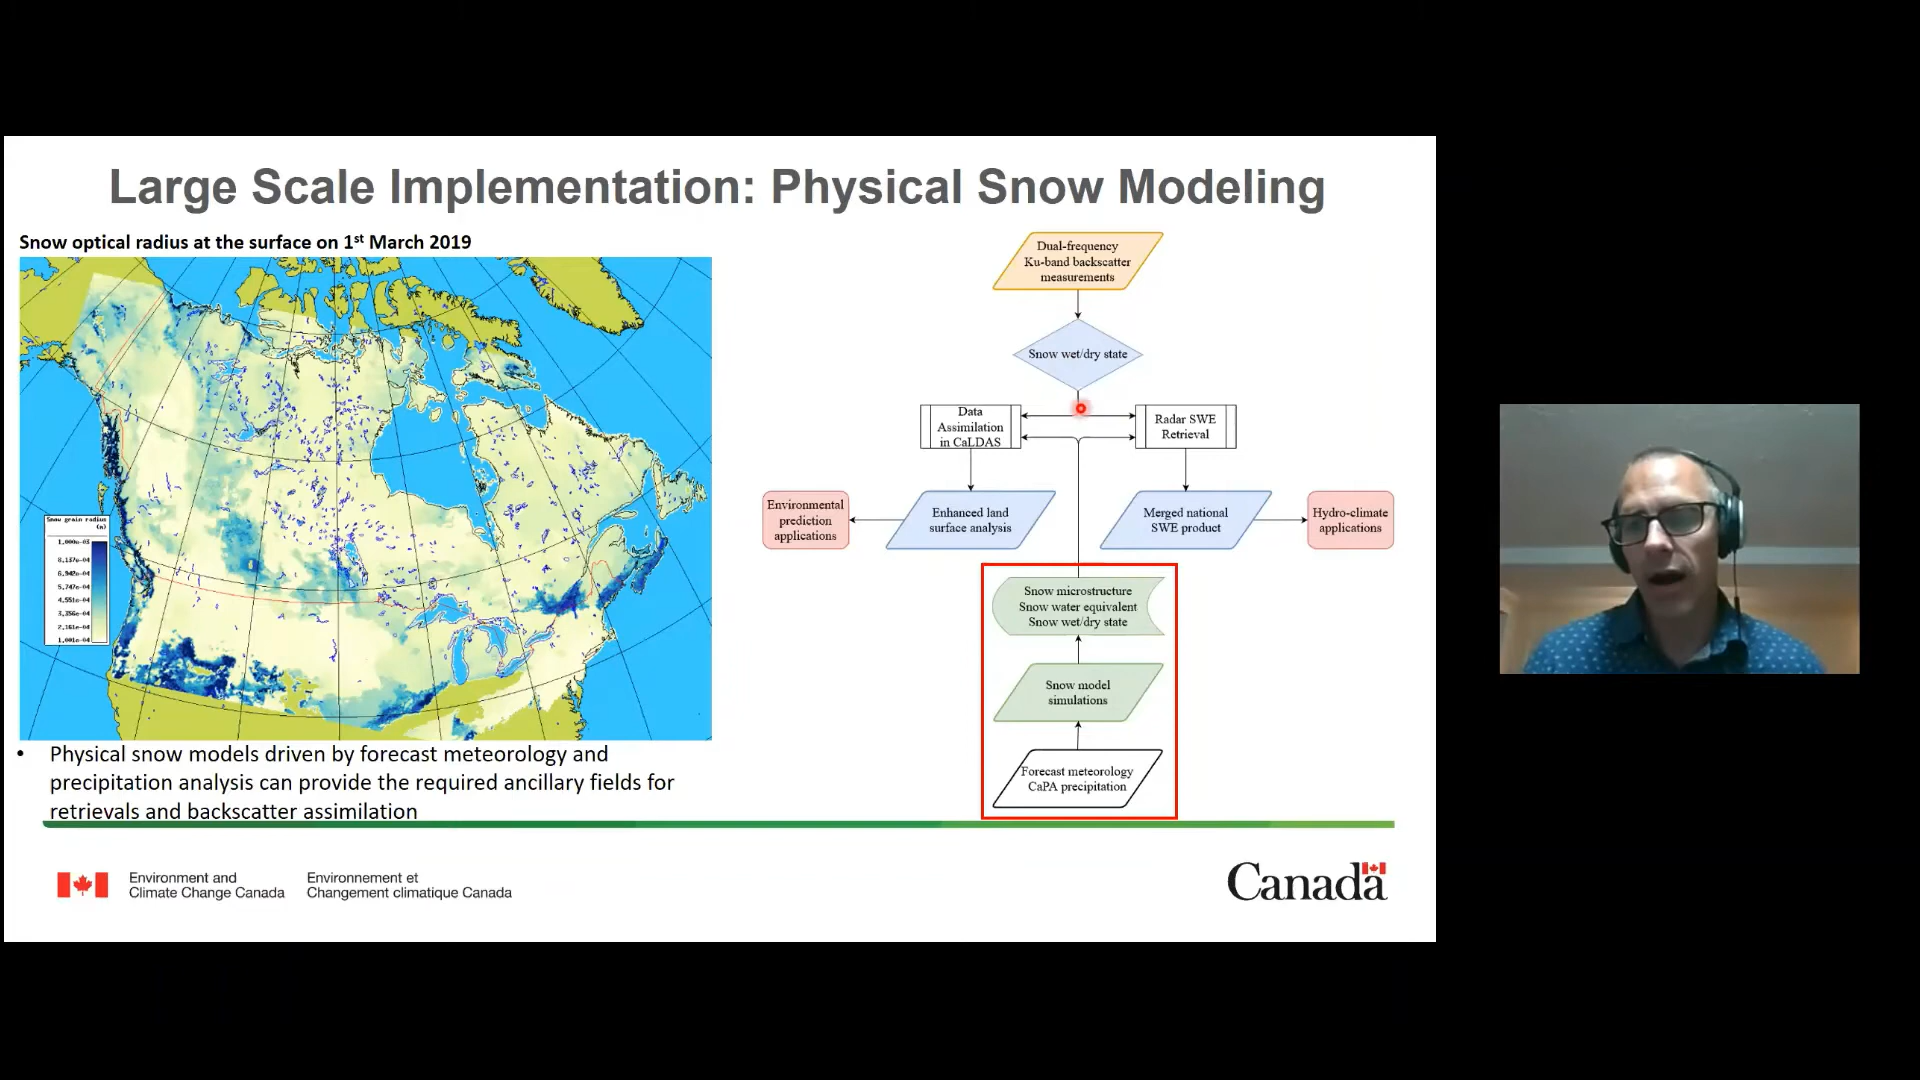 Large Scale Implementation: Physical Snow Modeling
Snow optical radius at the surface on 1st March 2019
Snow grain radius
(m)
1,000e-03
8,137e-04
6,942e-04
5,747e-04
4,551e-04
3,356e-04
2,161e-04
1,001e-04
Physical snow models driven by forecast meteorology and
precipitation analysis can provide the required ancillary fields for
retrievals and backscatter assimilation
Dual-frequency
Ku-band backscatter
measurements
Snow wet/dry state
Data
Assimilation
in CaLDAS
Radar SWE
Retrieval
Environmental
prediction
applications
Enhanced land
surface analysis
Merged national
SWE product
Hydro-climate
applications
Snow microstructure
Snow water equivalent
Snow wet/dry state
Snow model
simulations
Forecast meteorology
CaPA precipitation
Environment and
Climate Change Canada
Environnement et
Changement climatique Canada
Canada